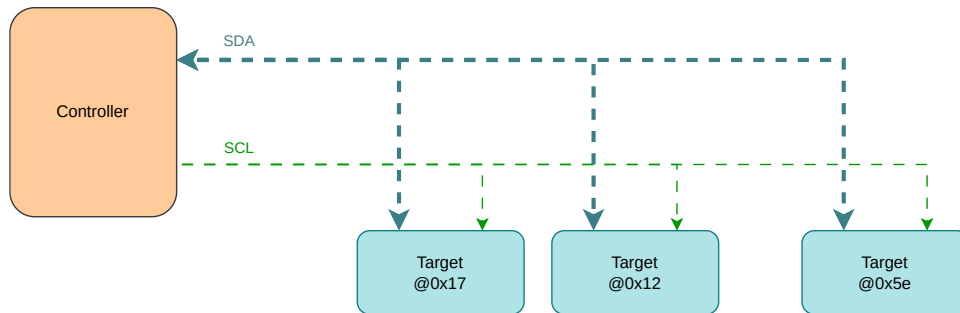 SDA
Controller
SCL
Target
@0x17
Target
@0x12
Target
@0x5e